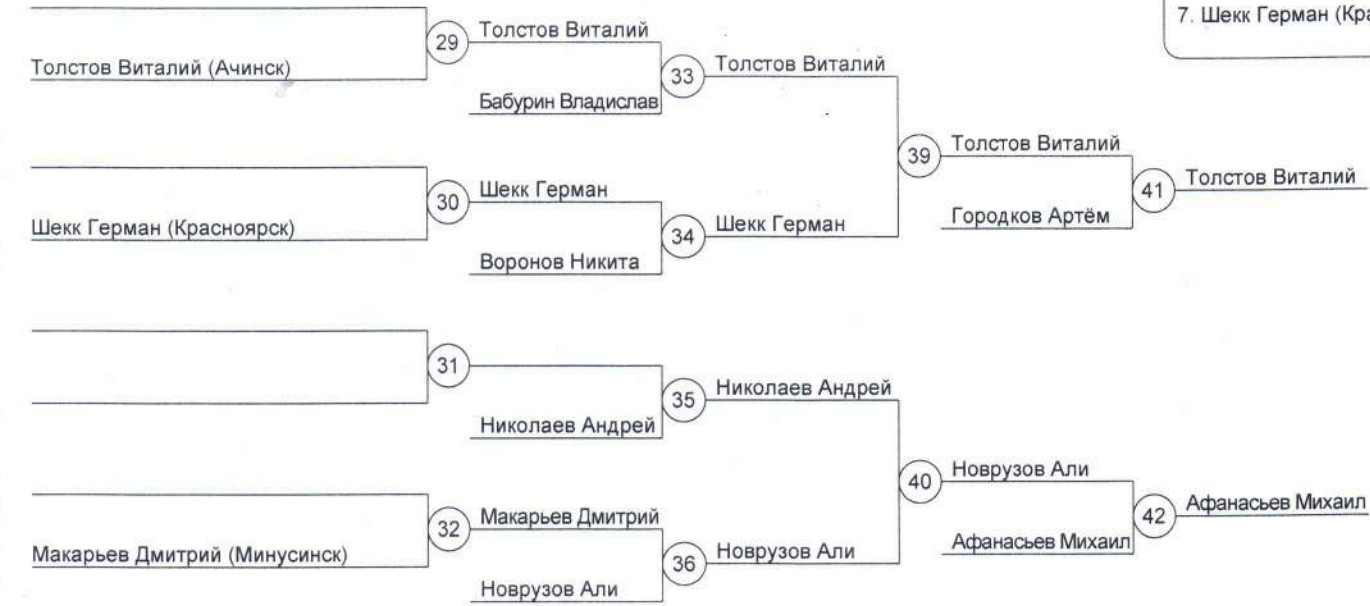 7. Шекк Герман
29
Толстов Виталий
Толстов Виталий (Ачинск)
33
Толстов Виталий
Бабурин Владислав
39
Толстов Виталий
30
Шекк Герман
41
Толстов Виталий
Шекк Герман (Красноярск)
34
Шекк Герман
Городков Артём
Воронов Никита
31
35
Николаев Андрей
Николаев Андрей
40
Новрузов Али
32
Макарьев Дмитрий
42
Афанасьев Михаил
Макарьев Дмитрий (Минусинск)
36
Новрузов Али
Афанасьев Михаил
Новрузов Али